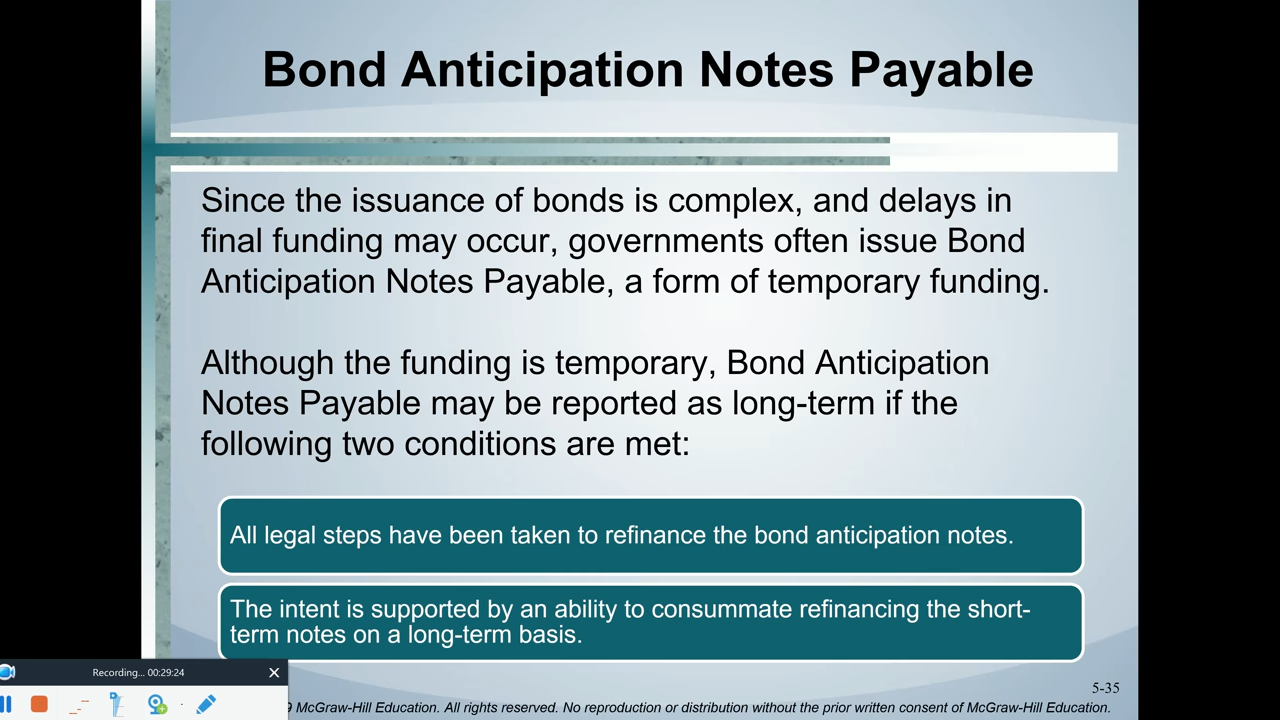 Bond Anticipation Notes Payable
Since the issuance of bonds is complex, and delays in
final funding may occur, governments often issue Bond
Anticipation Notes Payable, a form of temporary funding.
Although the funding is temporary, Bond Anticipation
Notes Payable may be reported as long-term if the
following two conditions are met:
All legal steps have been taken to refinance the bond anticipation notes.
The intent is supported by an ability to consummate refinancing the short-
term notes on a long-term basis.
Recording... 00:29:24
5-35
McGraw-Hill Education. All rights reserved. No reproduction or distribution without the prior written consent of McGraw-Hill Education.